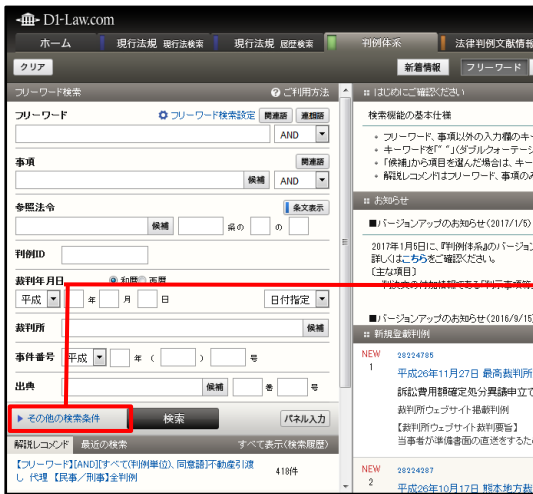 D1-Law.com
ホーム
現行法規 現行法検索
現行法規 履歴検索
判例体系
法律判例文献情報
クリア
新着情報
フリーワード
フリーワード検索
ご利用方法
フリーワード
フリーワード検索設定
関連語
連想語
AND
事項
関連語
候補
AND
参照法令
条文表示
候補
条の
の
判例ID
裁判年月日
和暦
西暦
平成
年
月
日
日付指定
裁判所
候補
事件番号
平成
年 (
)
号
出典
候補
巻
号
その他の検索条件
検索
パネル入力
解説レコメンド
最近の検索
すべて表示(検索履歴)
【フリーワード】[AND][すべて(判例単位)、同意語]不動産引渡
し 代理 【民事/刑事】全判例
418件
はじめにご確認ください
検索機能の基本仕様
フリーワード、事項以外の入力欄のキー
キーワードを「" "」(ダブルクォーテーシ
「候補」から項目を選んだ場合は、キー
解説レコメンドはフリーワード、事項のみ
お知らせ
■バージョンアップのお知らせ(2017/1/5)
2017年1月5日に、『判例体系』のバージョン
詳しくはこちらをご確認ください。
〔主な項目〕
■バージョンアップのお知らせ(2016/9/15)
新規登載判例
NEW
1
28224785
平成26年11月27日 最高裁判所
訴訟費用額確定処分異議申立て
裁判所ウェブサイト掲載判例
【裁判所ウェブサイト裁判要旨】
当事者が準備書面の直送をするため
NEW
2
28224287
平成26年10月17日 熊本地方裁